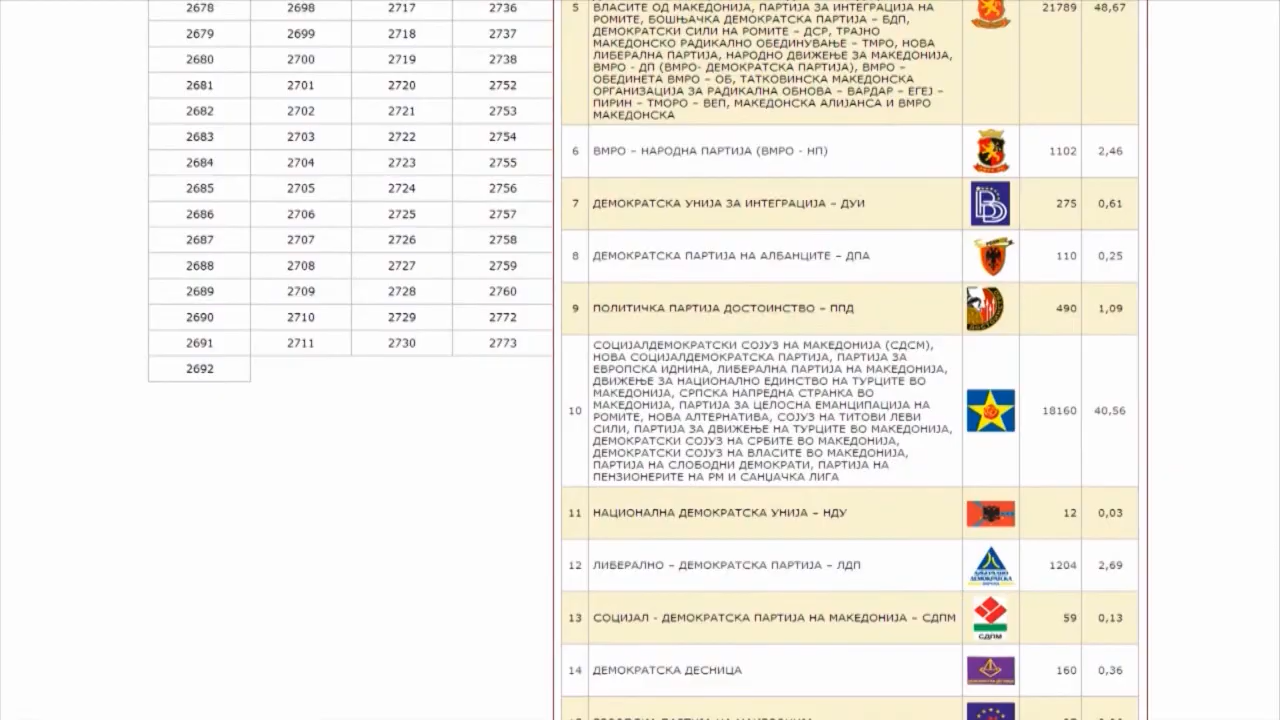 2678 2698 2717 2736
2679 2699 2718 2737
2680 2700 2719 2738
2681 2701 2720 2752
2682 2702 2721 2753
2683 2703 2722 2754
2684 2704 2723 2755
2685 2705 2724 2756
2686 2706 2725 2757
2687 2707 2726 2758
2688 2708 2727 2759
2689 2709 2728 2760
2690 2710 2729 2772
2691 2711 2730 2773
2692
5 21789 48,67
ВЛАСИТЕ ОД МАКЕДОНИЈА, ПАРТИЈА ЗА ИНТЕГРАЦИЈА НА
РОМИТЕ, БОШЊАЧКА ДЕМОКРАТСКА ПАРТИЈА – БДП,
ДЕМОКРАТСКИ СИЛИ НА РОМИТЕ – ДСР, ТРАЈНО
МАКЕДОНСКО РАДИКАЛНО ОБЕДИНУВАЊЕ – ТМРО, НОВА
ЛИБЕРАЛНА ПАРТИЈА, НАРОДНО ДВИЖЕЊЕ ЗА МАКЕДОНИЈА,
ВМРО - ДП (ВМРО- ДЕМОКРАТСКА ПАРТИЈА), ВМРО –
ОБЕДИНЕТА ВМРО – ОБ, ТАТКОВИНСКА МАКЕДОНСКА
ОРГАНИЗАЦИЈА ЗА РАДИКАЛНА ОБНОВА – ВАРДАР – ЕГЕЈ –
ПИРИН – ТМОРО – ВЕП, МАКЕДОНСКА АЛИЈАНСА И ВМРО
МАКЕДОНСКА
6 ВМРО – НАРОДНА ПАРТИЈА (ВМРО - НП) 1102 2,46
7 ДЕМОКРАТСКА УНИЈА ЗА ИНТЕГРАЦИЈА – ДУИ 275 0,61
8 ДЕМОКРАТСКА ПАРТИЈА НА АЛБАНЦИТЕ – ДПА 110 0,25
9 ПОЛИТИЧКА ПАРТИЈА ДОСТОИНСТВО – ППД 490 1,09
СОЦИЈАЛДЕМОКРАТСКИ СОЈУЗ НА МАКЕДОНИЈА (СДСМ),
НОВА СОЦИЈАЛДЕМОКРАТСКА ПАРТИЈА, ПАРТИЈА ЗА
ЕВРОПСКА ИДНИНА, ЛИБЕРАЛНА ПАРТИЈА НА МАКЕДОНИЈА,
ДВИЖЕЊЕ ЗА НАЦИОНАЛНО ЕДИНСТВО НА ТУРЦИТЕ ВО
МАКЕДОНИЈА, СРПСКА НАПРЕДНА СТРАНКА ВО
МАКЕДОНИЈА, ПАРТИЈА ЗА ЦЕЛОСНА ЕМАНЦИПАЦИЈА НА
10 РОМИТЕ, НОВА АЛТЕРНАТИВА, СОЈУЗ НА ТИТОВИ ЛЕВИ 18160 40,56
СИЛИ, ПАРТИЈА ЗА ДВИЖЕЊЕ НА ТУРЦИТЕ ВО МАКЕДОНИЈА,
ДЕМОКРАТСКИ СОЈУЗ НА СРБИТЕ ВО МАКЕДОНИЈА,
ДЕМОКРАТСКИ СОЈУЗ НА ВЛАСИТЕ ВО МАКЕДОНИЈА,
ПАРТИЈА НА СЛОБОДНИ ДЕМОКРАТИ, ПАРТИЈА НА
ПЕНЗИОНЕРИТЕ НА РМ И САНЏАЧКА ЛИГА
11 НАЦИОНАЛНА ДЕМОКРАТСКА УНИЈА – НДУ 12 0,03
12 ЛИБЕРАЛНО – ДЕМОКРАТСКА ПАРТИЈА – ЛДП 1204 2,69
13 СОЦИЈАЛ - ДЕМОКРАТСКА ПАРТИЈА НА МАКЕДОНИЈА – СДПМ СДПМ 59 0,13
14 ДЕМОКРАТСКА ДЕСНИЦА 160 0,36